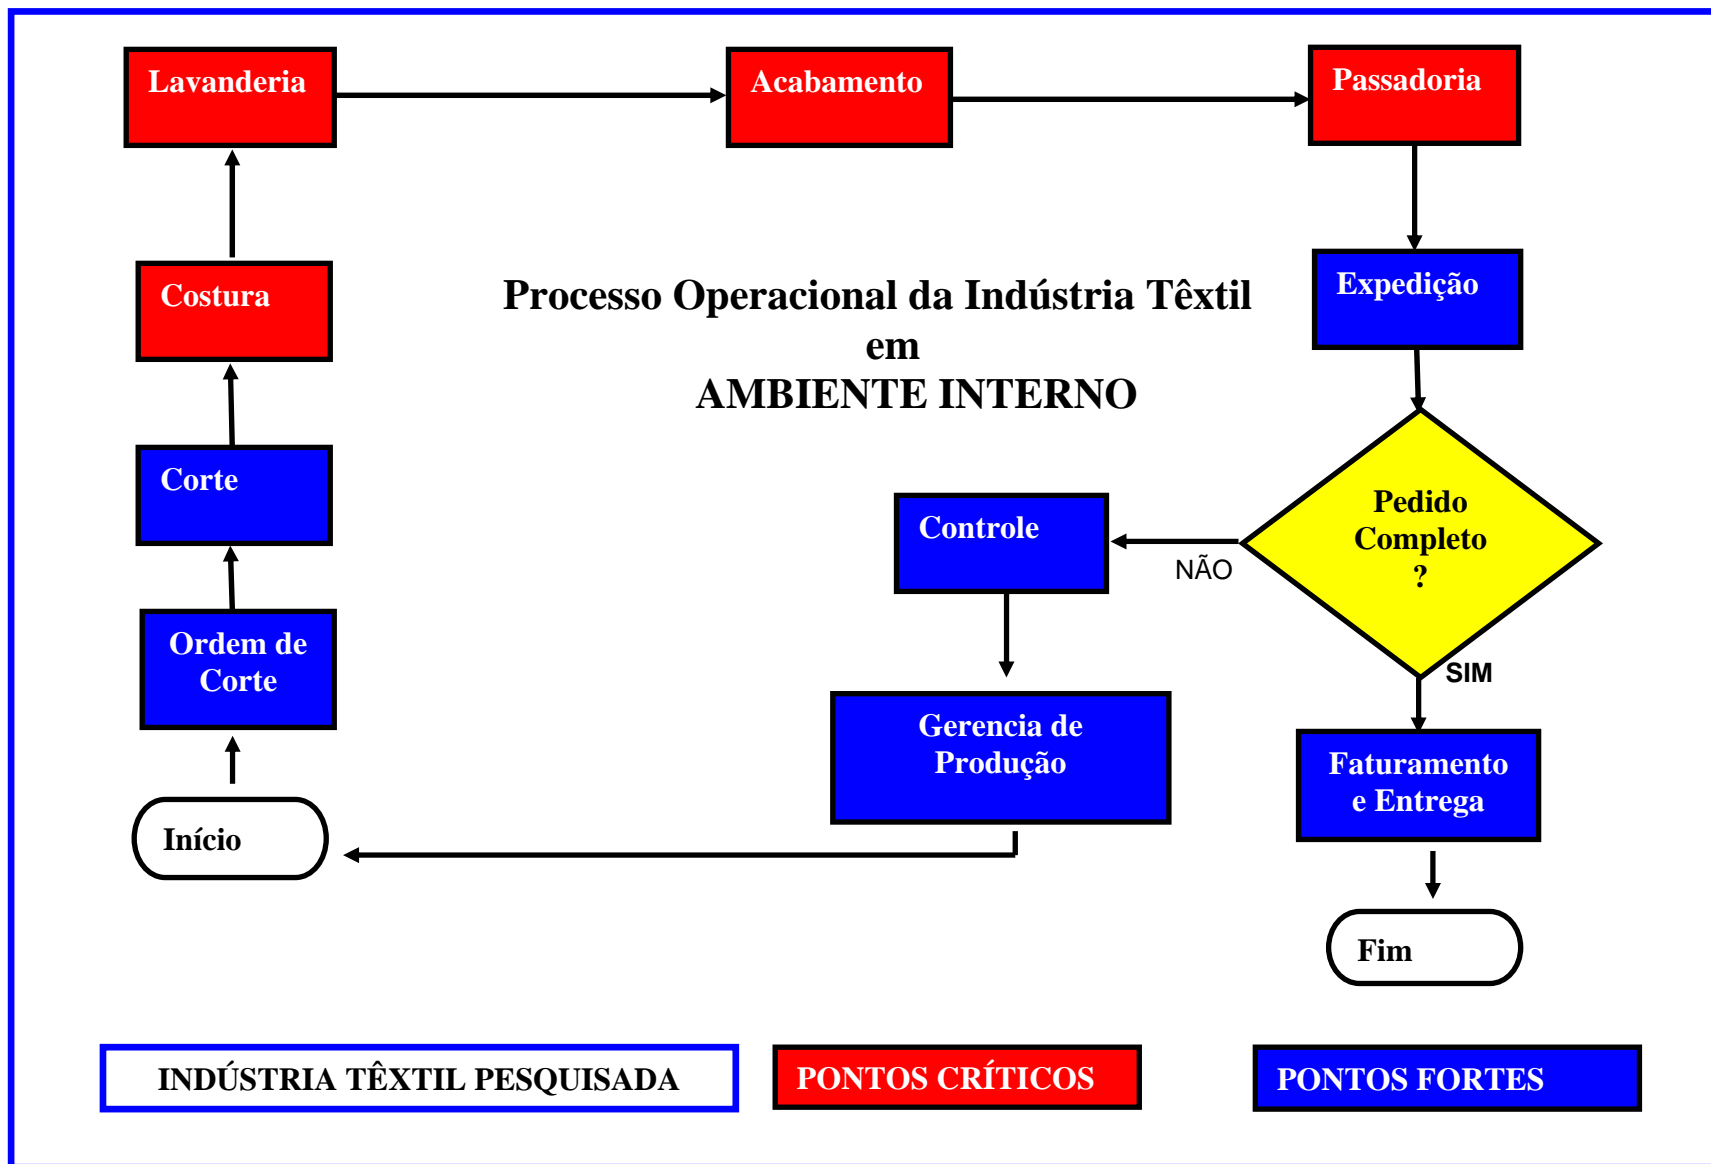 Lavanderia
Acabamento
Passadoria
Costura
Processo Operacional da Indústria Têxtil
em
AMBIENTE INTERNO
Expedição
Corte
Controle
NÃO
Pedido
Completo
?
SIM
Ordem de
Corte
Gerencia de
Produção
Faturamento
e Entrega
Início
Fim
INDÚSTRIA TÊXTIL PESQUISADA
PONTOS CRÍTICOS
PONTOS FORTES